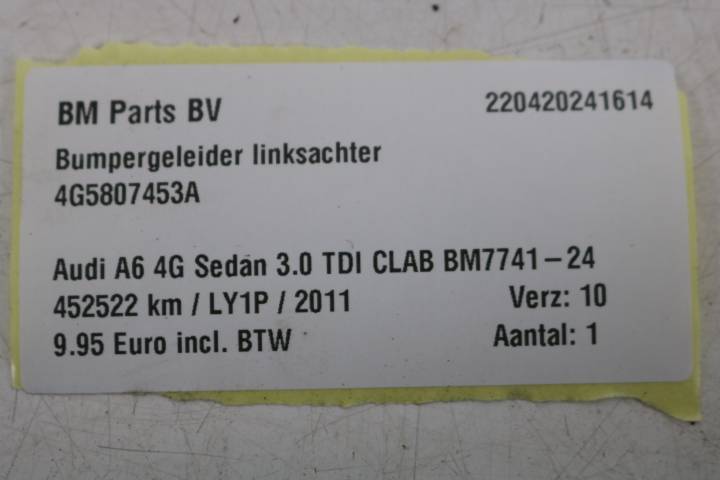 BM Parts BV 220420241614
Bumpergeleider linksachter
4G5807453A
Audi A6 4G Sedan 3.0 TDI CLAB BM7741-24
452522 km / LY1P / 2011 Verz: 10
9.95 Euro incl. BTW Aantal: 1